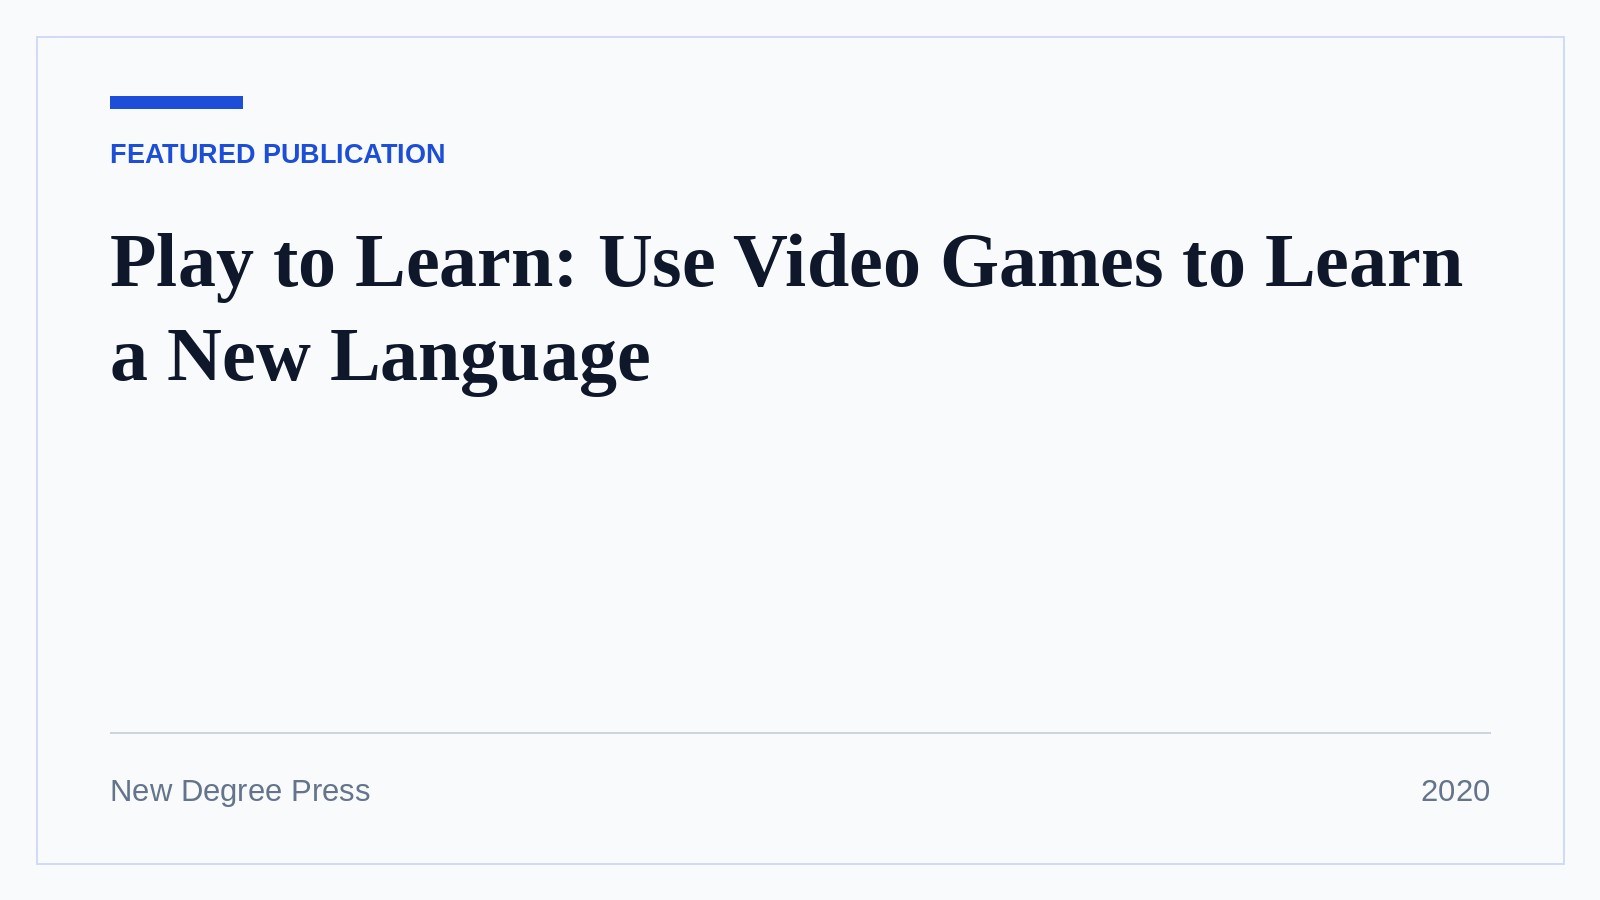 FEATURED PUBLICATION
Play to Learn: Use Video Games to Learn
a New Language
New Degree Press
2020